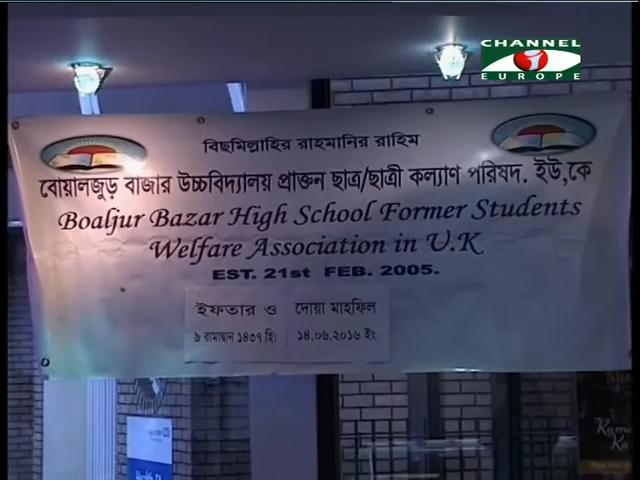 CHANNEL
i
EUROPE
বিছমিল্লাহির রাহমানির রাহিম
বোয়ালজুড় বাজার উচ্চবিদ্যালয় প্রাক্তন ছাত্র/ছাত্রী কল্যাণ পরিষদ. ইউ,কে
Boaljur Bazar High School Former Students
Welfare Association in U.K
EST. 21st FEB. 2005.
ইফতার ও দোয়া মাহফিল
৯ রামাদ্বান ১৪৩৭ হি: ১৪.০৬.২০১৬ ইং